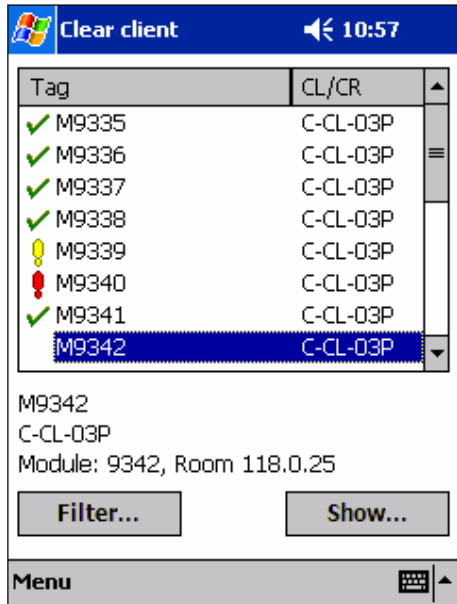 Clear client 10:57
Tag CL/CR
M9335 C-CL-03P
M9336 C-CL-03P
M9337 C-CL-03P
M9338 C-CL-03P
M9339 C-CL-03P
M9340 C-CL-03P
M9341 C-CL-03P
M9342 C-CL-03P
M9342
C-CL-03P
Module: 9342, Room 118.0.25
Filter... Show...
Menu